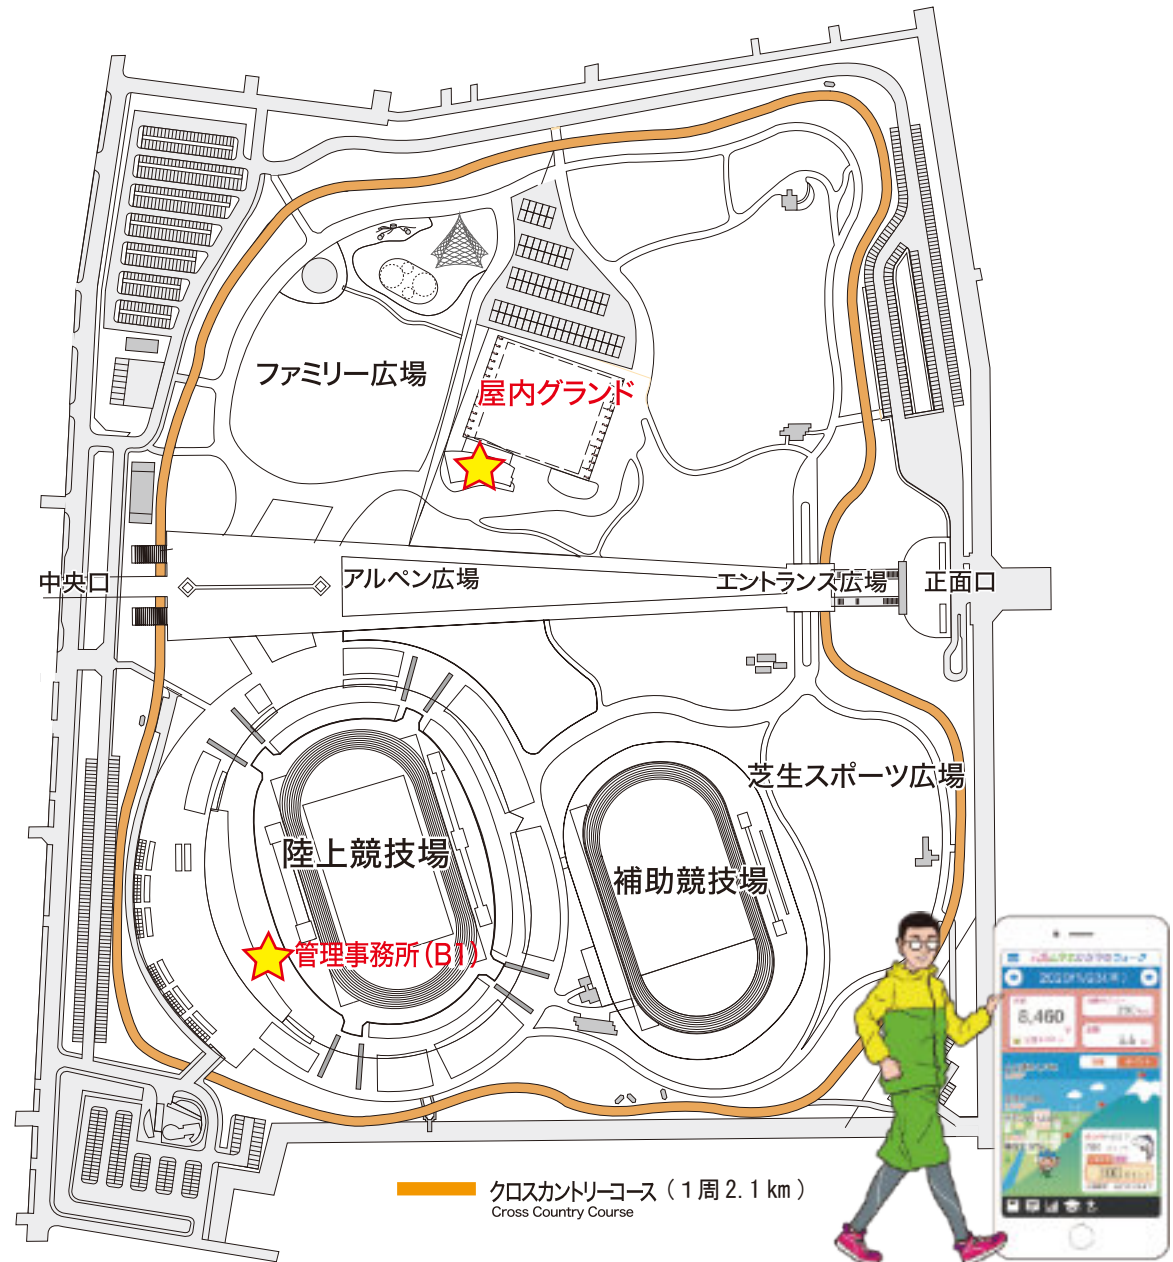 ファミリー広場
屋内グランド
中央口
アルペン広場
エントランス広場
正面口
芝生スポーツ広場
陸上競技場
補助競技場
管理事務所(B1)
8,460
クロスカントリーコース(1周2.1km)
Cross Country Course